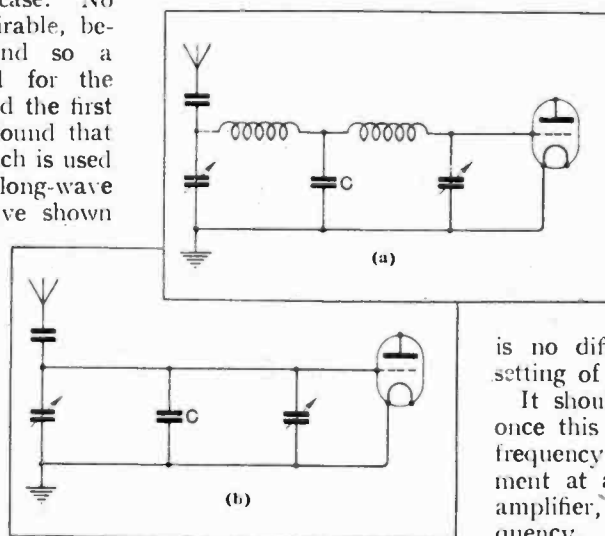 case. No
irable, be-
nd so a
l for the
d the first
ound that
ch is used
long-wave
ve shown
C
(a)
C
(b)
is no dif
setting of
It shou
once this
frequency
ment at a
amplifier,
quency.